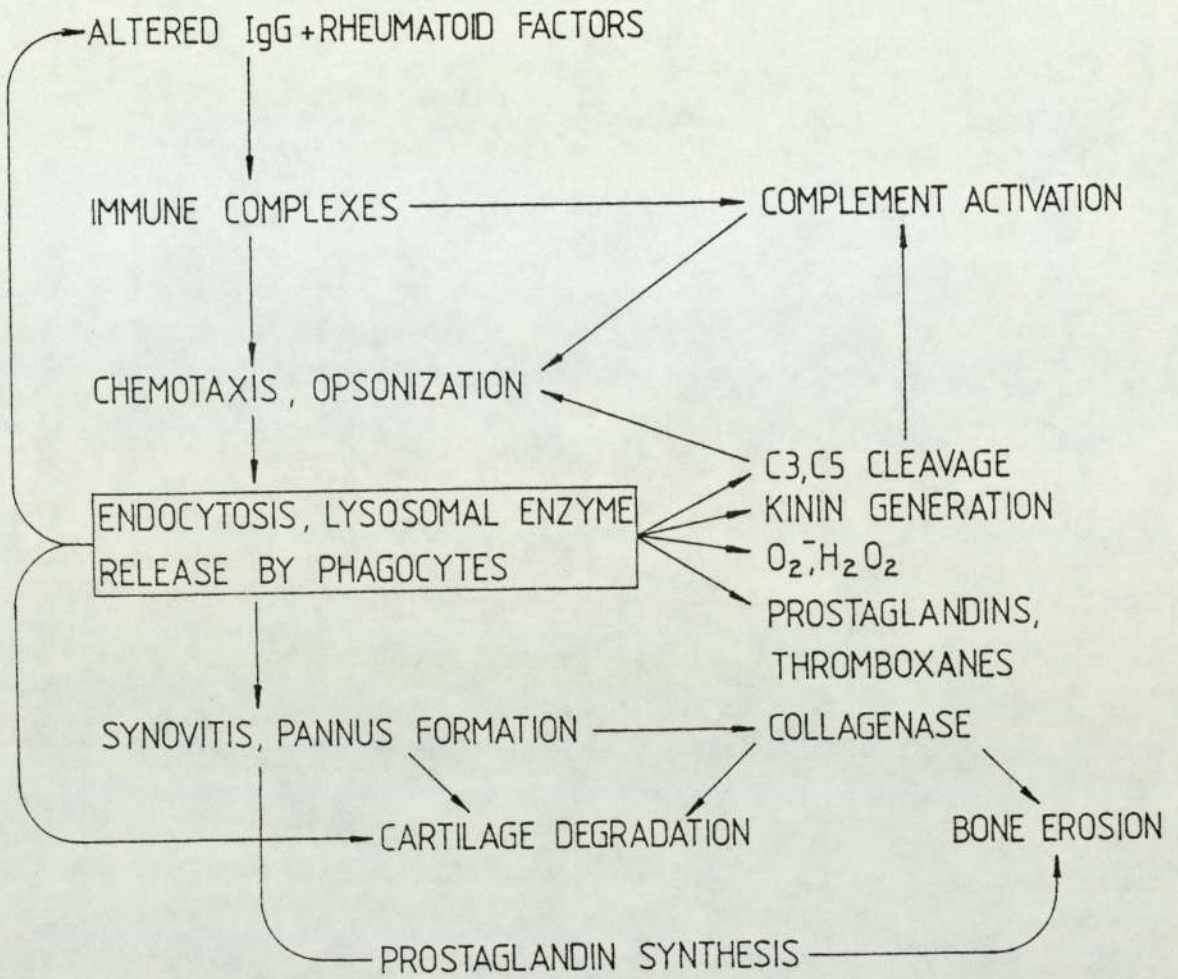 ALTERED IgG + RHEUMATOID FACTORS
IMMUNE COMPLEXES
COMPLEMENT ACTIVATION
CHEMOTAXIS, OPSONIZATION
C3, C5 CLEAVAGE
ENDOCYTOSIS, LYSOSOMAL ENZYME
RELEASE BY PHAGOCYTES
KININ GENERATION
O₂⁻, H₂O₂
PROSTAGLANDINS,
THROMBOXANES
SYNOVITIS, PANNUS FORMATION
COLLAGENASE
CARTILAGE DEGRADATION
BONE EROSION
PROSTAGLANDIN SYNTHESIS